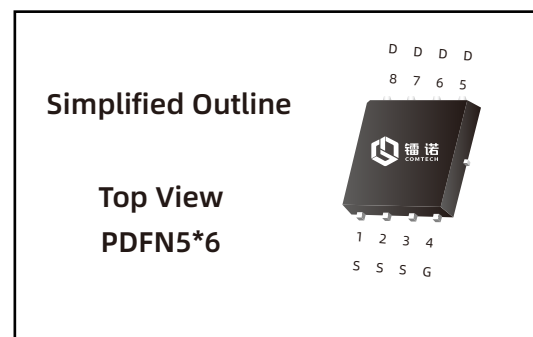 Simplified Outline
Top View
PDFN5*6
D D D D
8 7 6 5
镭诺
COMTECH
1 2 3 4
S S S G